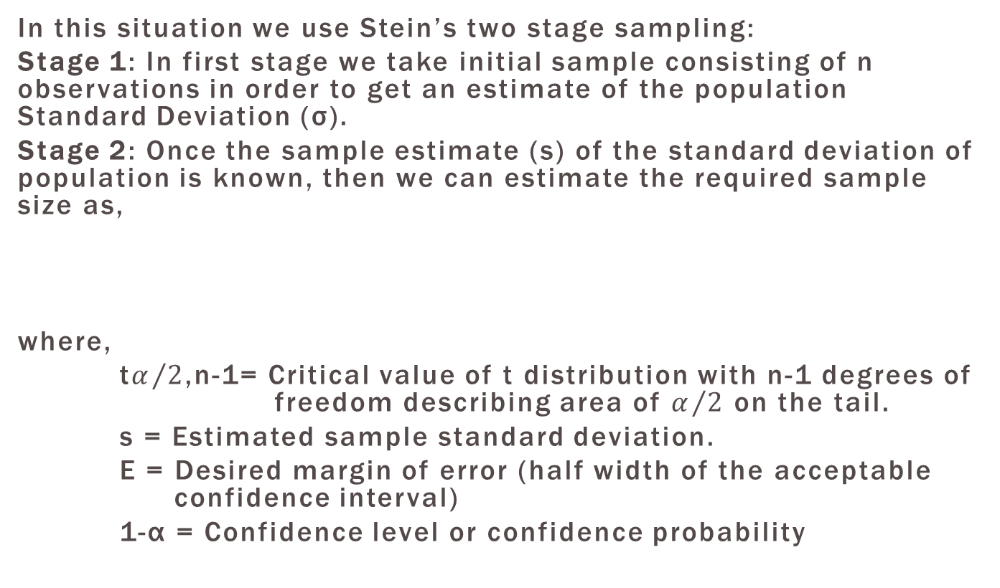 In this situation we use Stein’s two stage sampling:
Stage 1: In first stage we take initial sample consisting of n
observations in order to get an estimate of the population
Standard Deviation (σ).
Stage 2: Once the sample estimate (s) of the standard deviation of
population is known, then we can estimate the required sample
size as,
where,
t𝛼/2,n-1= Critical value of t distribution with n-1 degrees of
freedom describing area of 𝛼/2 on the tail.
s = Estimated sample standard deviation.
E = Desired margin of error (half width of the acceptable
confidence interval)
1-α = Confidence level or confidence probability